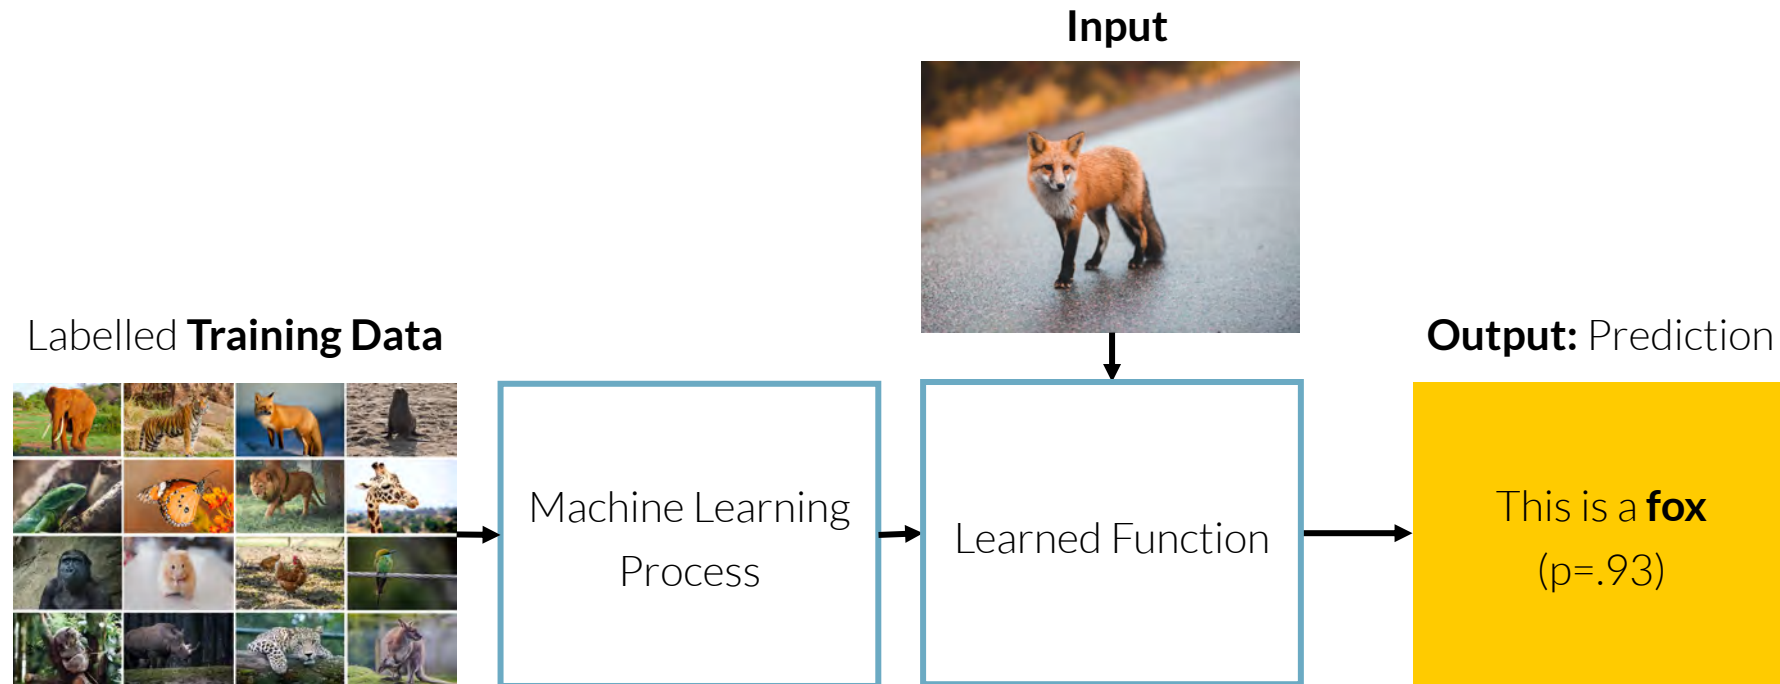 Input
Labelled Training Data
Output: Prediction
Machine Learning
Process
Learned Function
This is a fox
(p=.93)